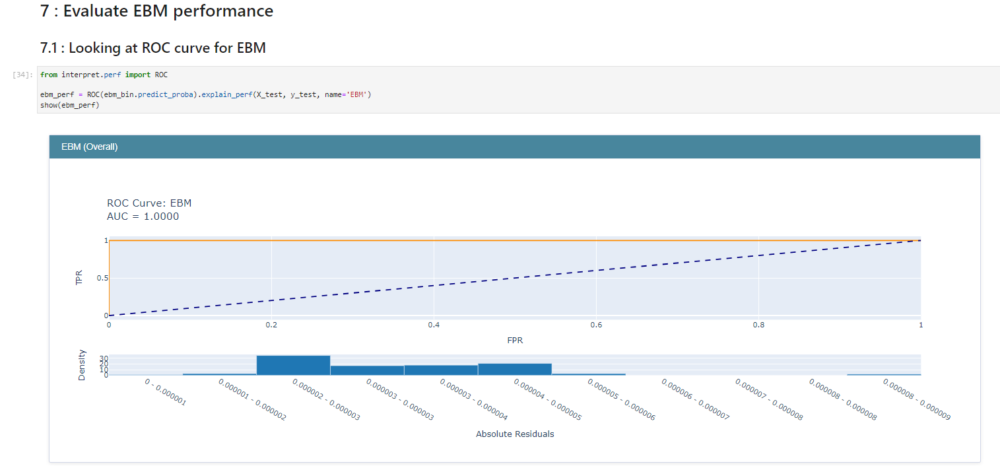 7 : Evaluate EBM performance
7.1 : Looking at ROC curve for EBM
[34]:
from interpret.perf import ROC
ebm_perf = ROC(ebm_bin.predict_proba).explain_perf(X_test, y_test, name='EBM')
show(ebm_perf)
EBM (Overall)
ROC Curve: EBM
AUC = 1.0000
1
0.5
0
TPR
0 0.2 0.4 0.6 0.8 1
FPR
30
20
10
0
Density
0 - 0.000001
0.000001 - 0.000002
0.000002 - 0.000003
0.000003 - 0.000003
0.000003 - 0.000004
0.000004 - 0.000005
0.000005 - 0.000006
0.000006 - 0.000007
0.000007 - 0.000008
0.000008 - 0.000008
0.000008 - 0.000009
Absolute Residuals